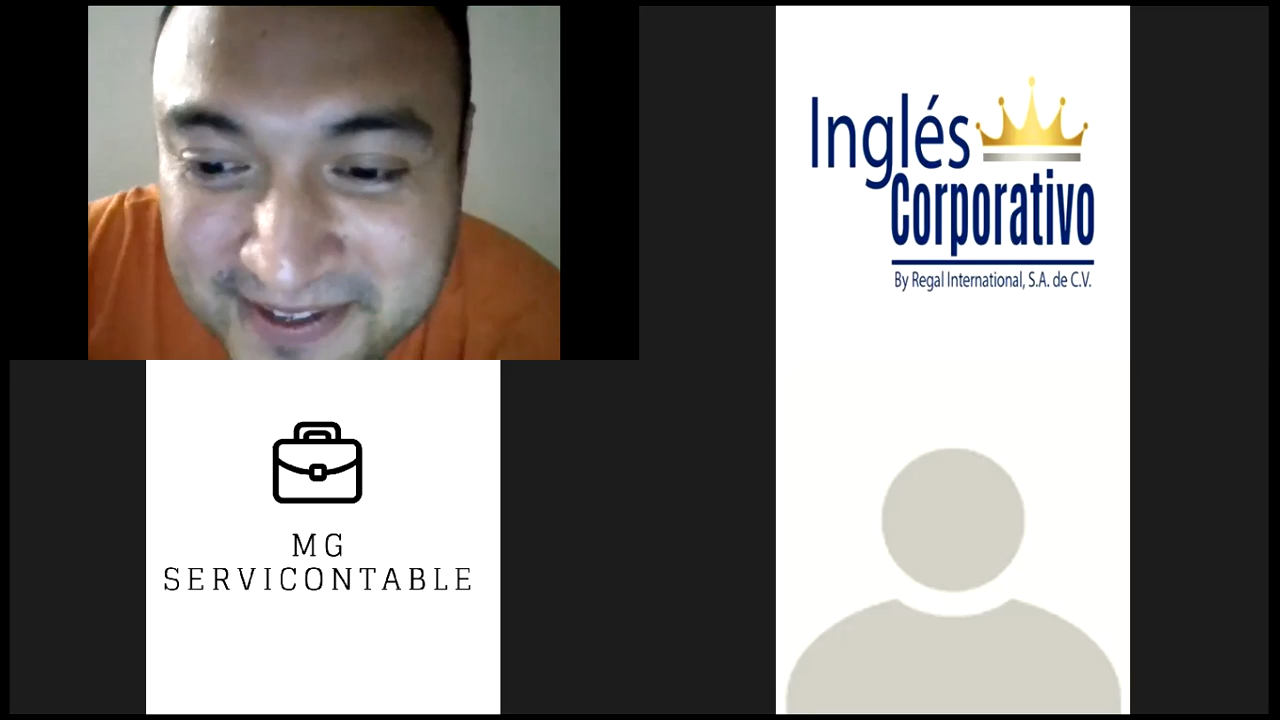 Inglés
Corporativo
By Regal International, S.A. de C.V.
MG
SERVICONTABLE